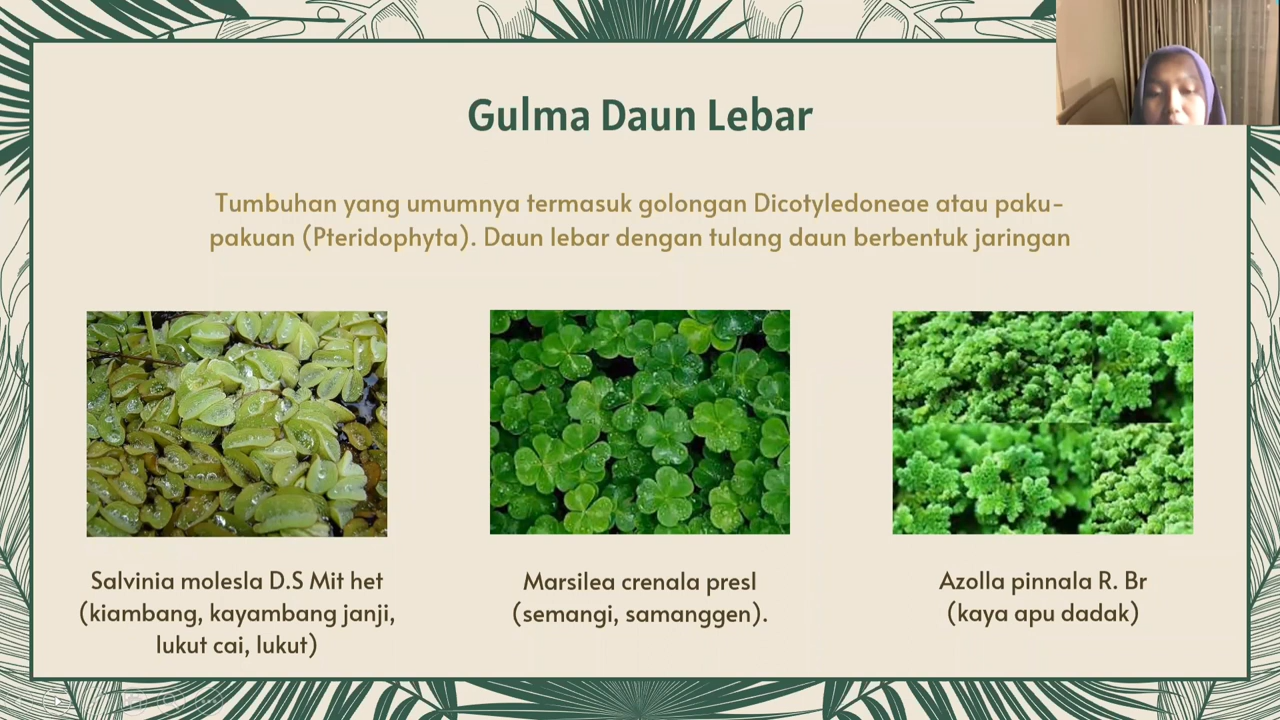 Gulma Daun Lebar
Tumbuhan yang umumnya termasuk golongan Dicotyledoneae atau paku-
pakuan (Pteridophyta). Daun lebar dengan tulang daun berbentuk jaringan
Salvinia molesla D.S Mit het
(kiambang, kayambang janji,
lukut cai, lukut)
Marsilea crenala presl
(semangi, samanggen).
Azolla pinnala R. Br
(kaya apu dadak)